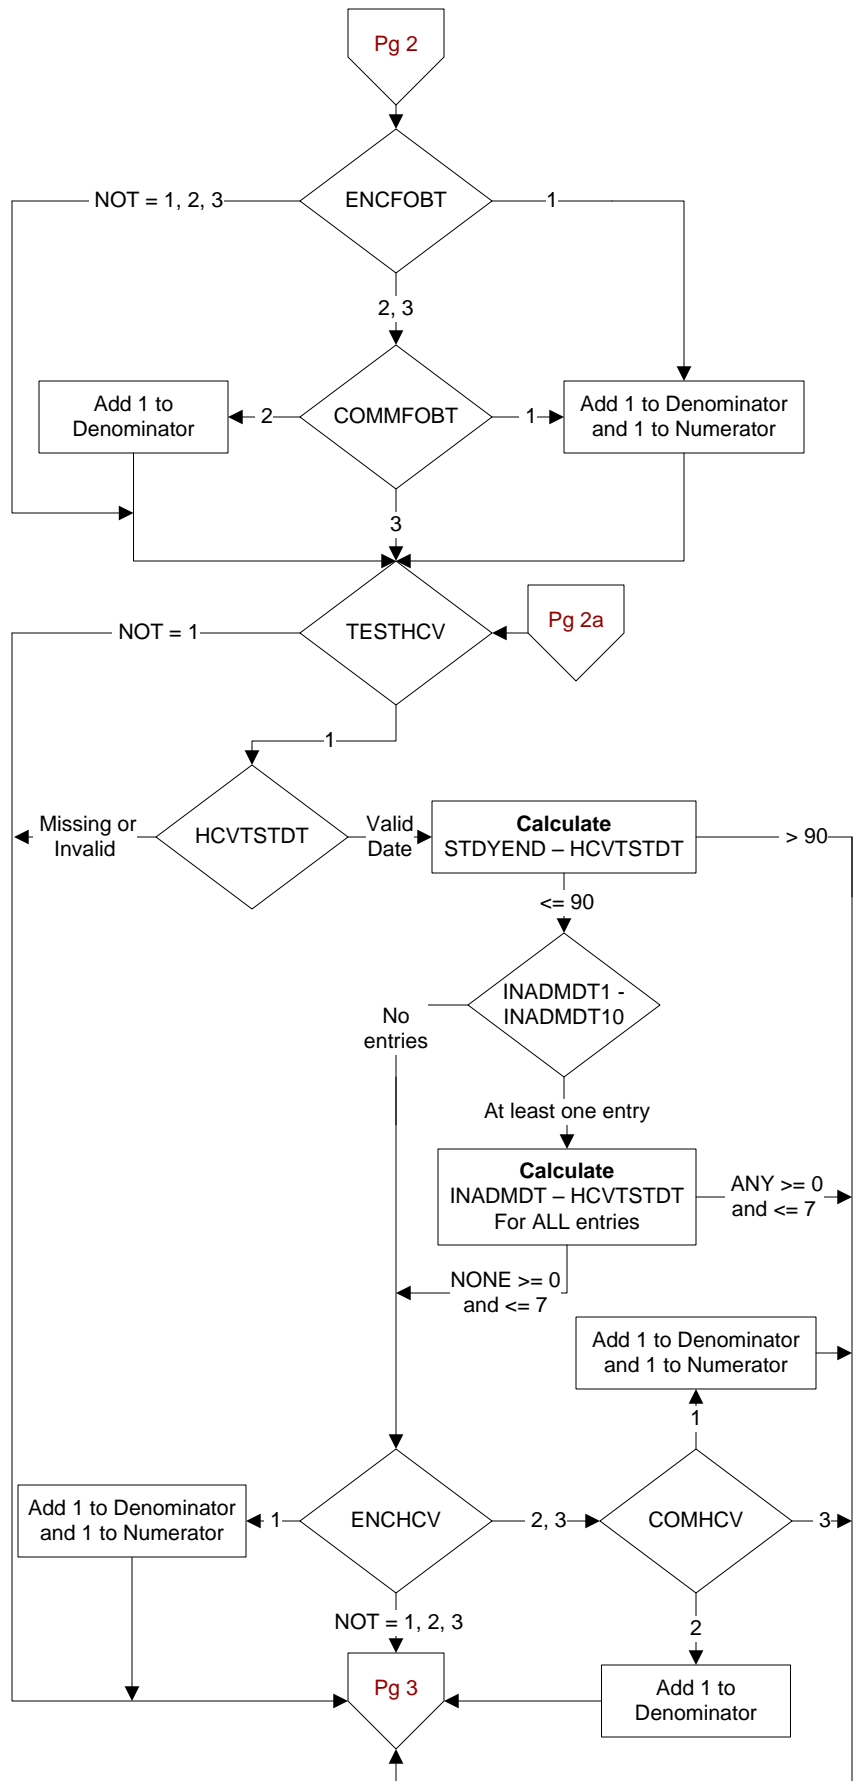 Pg 2
ENCFOBT
NOT = 1, 2, 3
1
2, 3
Add 1 to
Denominator
2
COMMFOBT
1
Add 1 to Denominator
and 1 to Numerator
3
TESTHCV
NOT = 1
Pg 2a
1
Missing or
Invalid
HCVTSTDT
Valid
Date
Calculate
STDYEND – HCVTSTDT
> 90
<= 90
INADMDT1 -
INADMDT10
No
entries
At least one entry
Calculate
INADMDT – HCVTSTDT
For ALL entries
ANY >= 0
and <= 7
NONE >= 0
and <= 7
Add 1 to Denominator
and 1 to Numerator
1
Add 1 to Denominator
and 1 to Numerator
1
ENCHCV
2, 3
COMHCV
3
NOT = 1, 2, 3
2
Pg 3
Add 1 to
Denominator